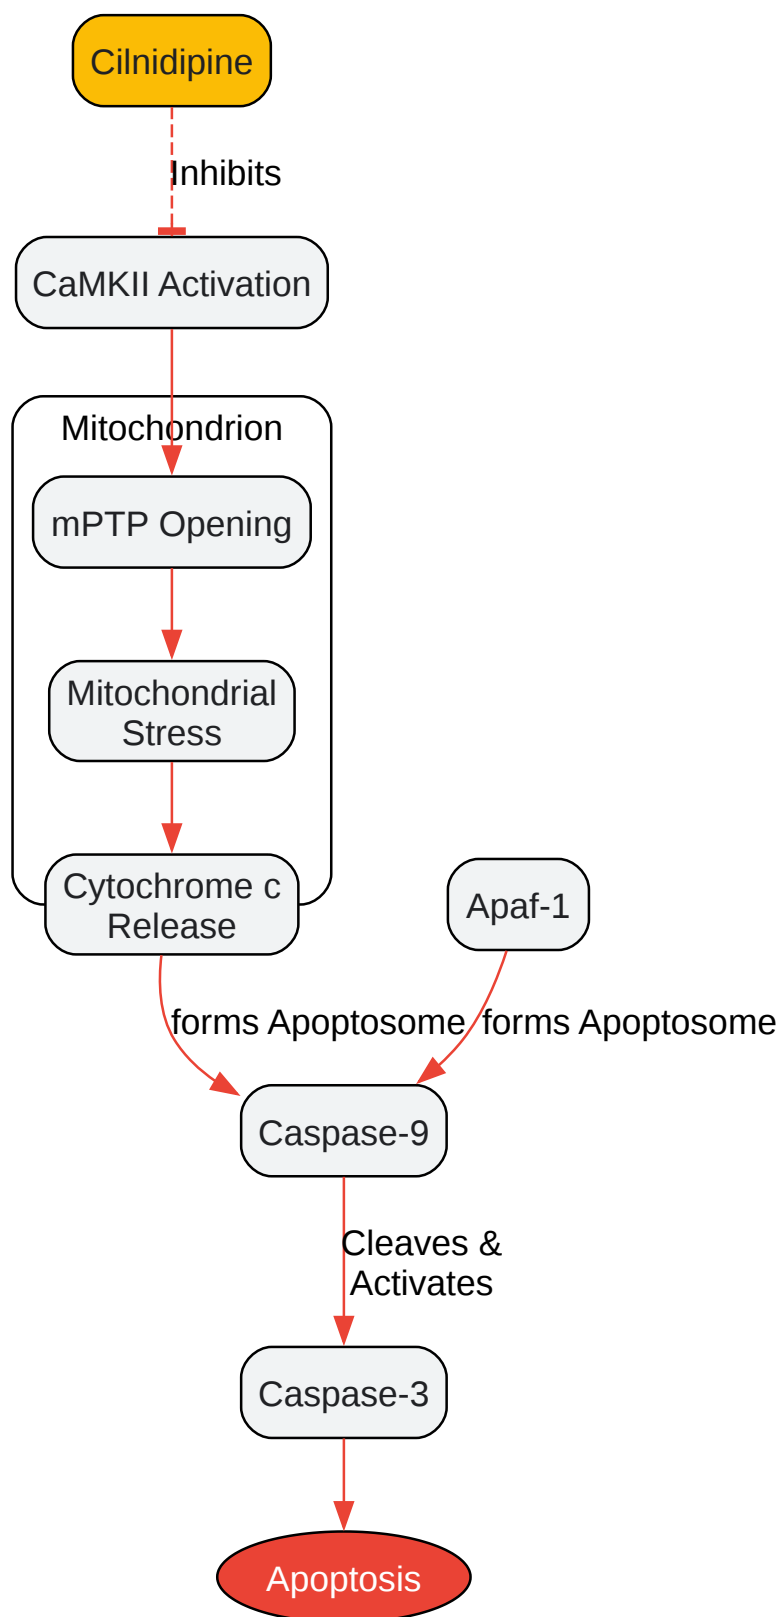 Cilnidipine
Inhibits
CaMKII Activation
Mitochondrion
mPTP Opening
Mitochondrial
Stress
Cytochrome c
Release
Apaf-1
forms Apoptosome
forms Apoptosome
Caspase-9
Cleaves &
Activates
Caspase-3
Apoptosis